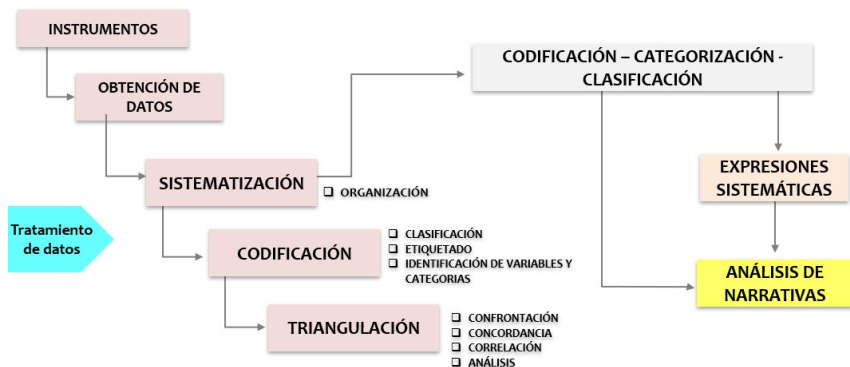 INSTRUMENTOS
OBTENCIÓN DE
DATOS
SISTEMATIZACIÓN
❑ ORGANIZACIÓN
Tratamiento
de datos
CODIFICACIÓN
❑ CLASIFICACIÓN
❑ ETIQUETADO
❑ IDENTIFICACIÓN DE VARIABLES Y
CATEGORIAS
TRIANGULACIÓN
❑ CONFRONTACIÓN
❑ CONCORDANCIA
❑ CORRELACIÓN
❑ ANÁLISIS
CODIFICACIÓN – CATEGORIZACIÓN -
CLASIFICACIÓN
EXPRESIONES
SISTEMÁTICAS
ANÁLISIS DE
NARRATIVAS